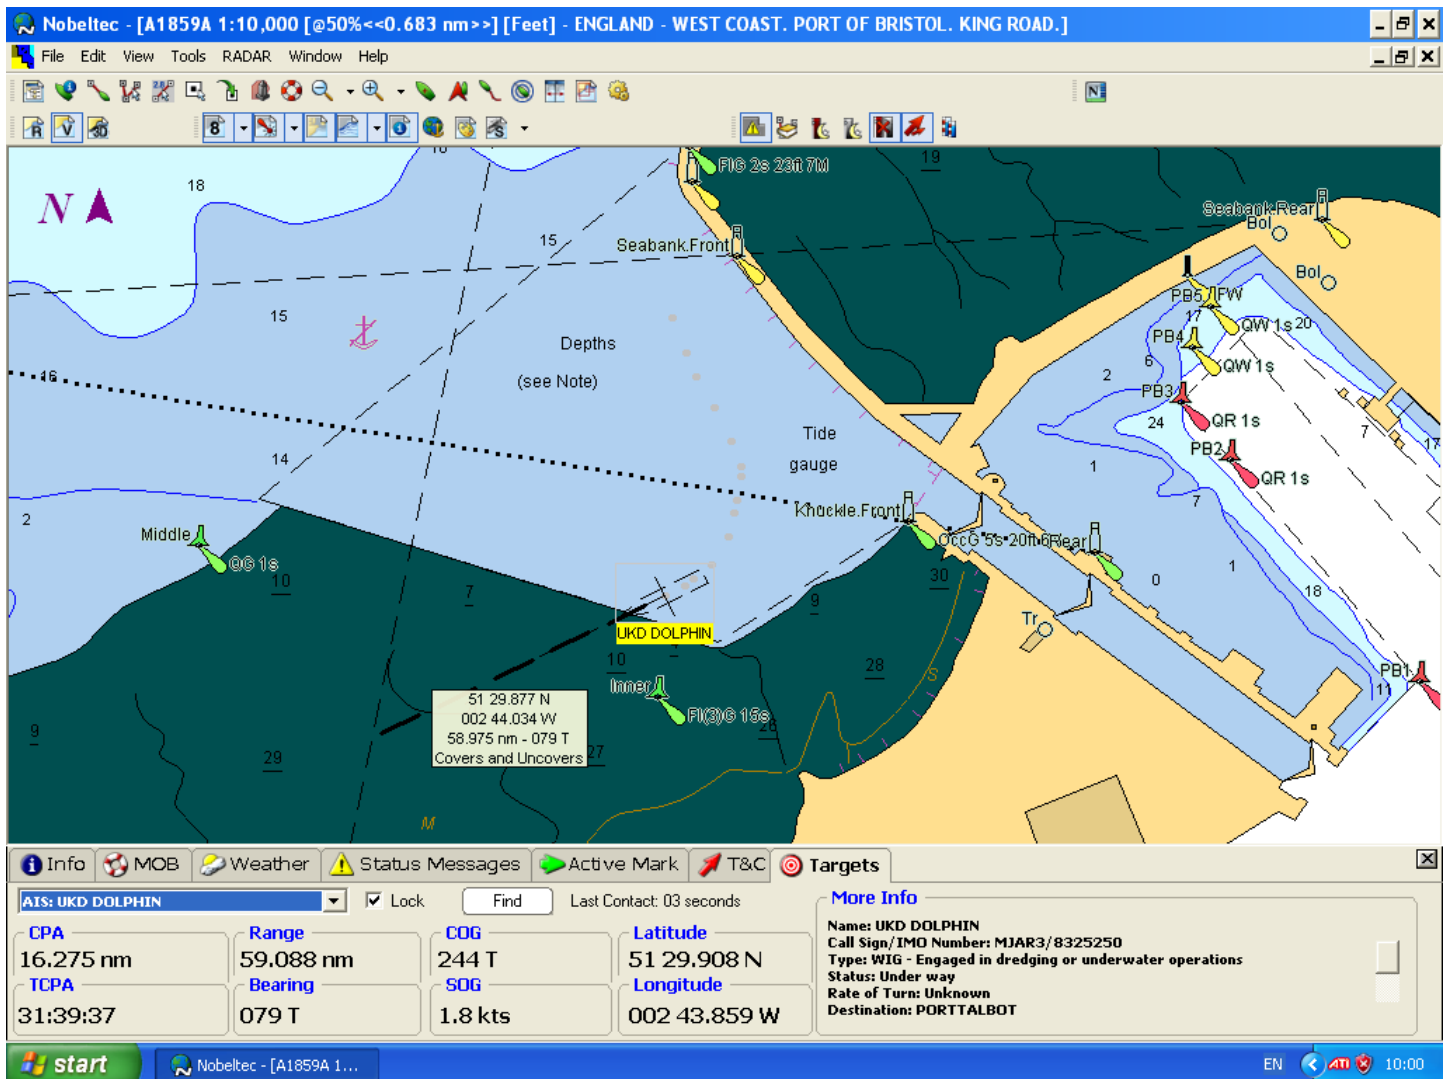 Nobeltec - [A1859A 1:10,000 [@50%<<0.683 nm>>] [Feet] - ENGLAND - WEST COAST. PORT OF BRISTOL. KING ROAD.]
File Edit View Tools RADAR Window Help
N
R V 3D 8
N
18
15
15
16
14
2
Depths
(see Note)
Tide
gauge
FlG 2s 23ft 7M
19
Seabank.Front
Seabank.Rear
Bol
Bol
PB5 FW
17
QW 1s 20
PB4
6
QW 1s
2
PB3
24
QR 1s
7
17
PB2
1
QR 1s
7
Knuckle.Front
OccG 5s 20ft 6
Rear
Middle
QG 1s
10
7
30
9
0
1
18
Tr
UKD DOLPHIN
10
28
Inner
Fl(3)G 15s
S
26
27
PB1
11
9
29
M
51 29.877 N
002 44.034 W
58.975 nm - 079 T
Covers and Uncovers
Info MOB Weather Status Messages Active Mark T&C Targets
AIS: UKD DOLPHIN Lock Find Last Contact: 03 seconds
CPA Range COG Latitude
16.275 nm 59.088 nm 244 T 51 29.908 N
TCPA Bearing SOG Longitude
31:39:37 079 T 1.8 kts 002 43.859 W
More Info
Name: UKD DOLPHIN
Call Sign/IMO Number: MJAR3/8325250
Type: WIG - Engaged in dredging or underwater operations
Status: Under way
Rate of Turn: Unknown
Destination: PORTTALBOT
start Nobeltec - [A1859A 1... EN ATI 10:00